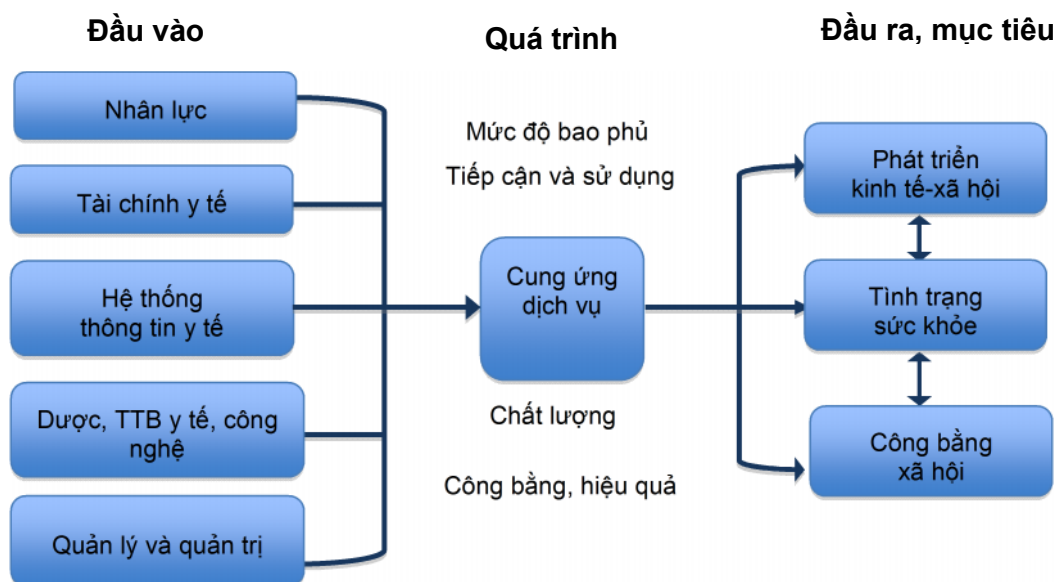 Đầu vào
Quá trình
Đầu ra, mục tiêu
Nhân lực
Tài chính y tế
Hệ thống
thông tin y tế
Dược, TTB y tế, công
nghệ
Quản lý và quản trị
Mức độ bao phủ
Tiếp cận và sử dụng
Cung ứng
dịch vụ
Chất lượng
Công bằng, hiệu quả
Phát triển
kinh tế-xã hội
Tình trạng
sức khỏe
Công bằng
xã hội